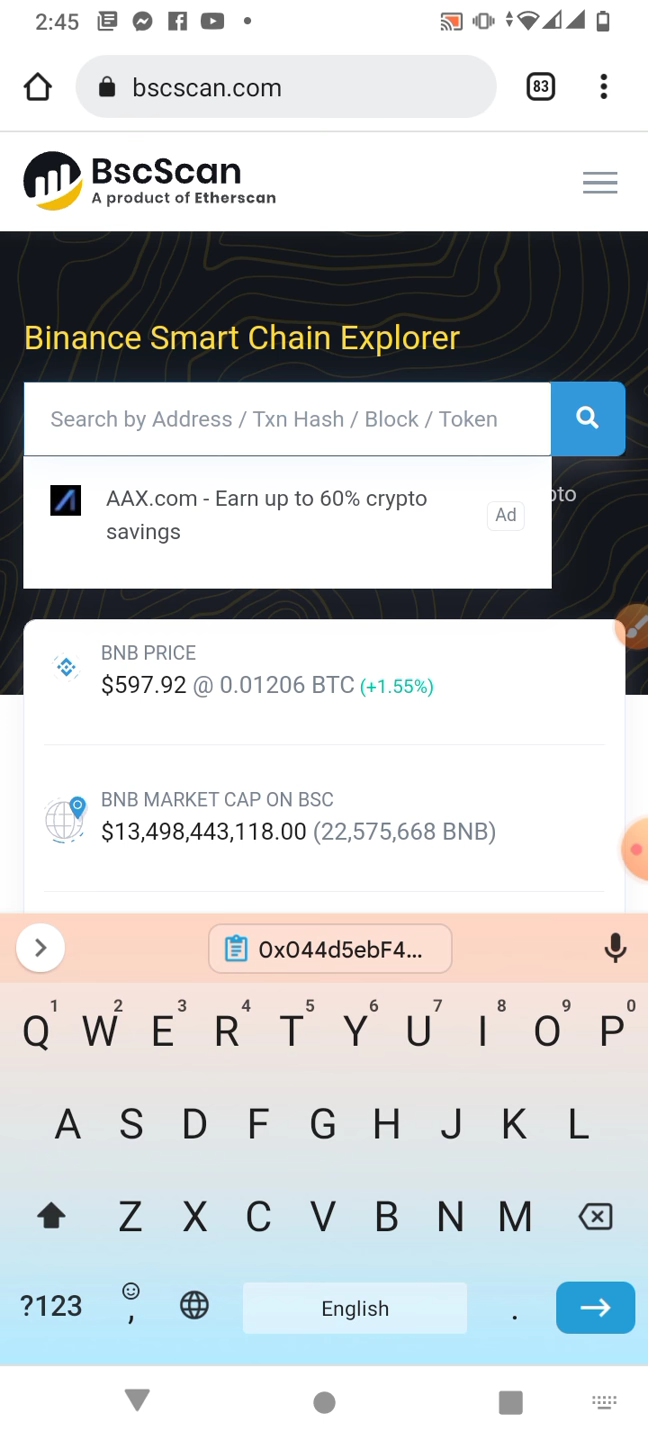 2:45
bscscan.com
83
BscScan
A product of Etherscan
Binance Smart Chain Explorer
Search by Address / Txn Hash / Block / Token
AAX.com - Earn up to 60% crypto
savings
Ad
pto
BNB PRICE
$597.92 @ 0.01206 BTC (+1.55%)
BNB MARKET CAP ON BSC
$13,498,443,118.00 (22,575,668 BNB)
0x044d5ebF4...
1 2 3 4 5 6 7 8 9 0
Q W E R T Y U I O P
A S D F G H J K L
Z X C V B N M
?123 , English .